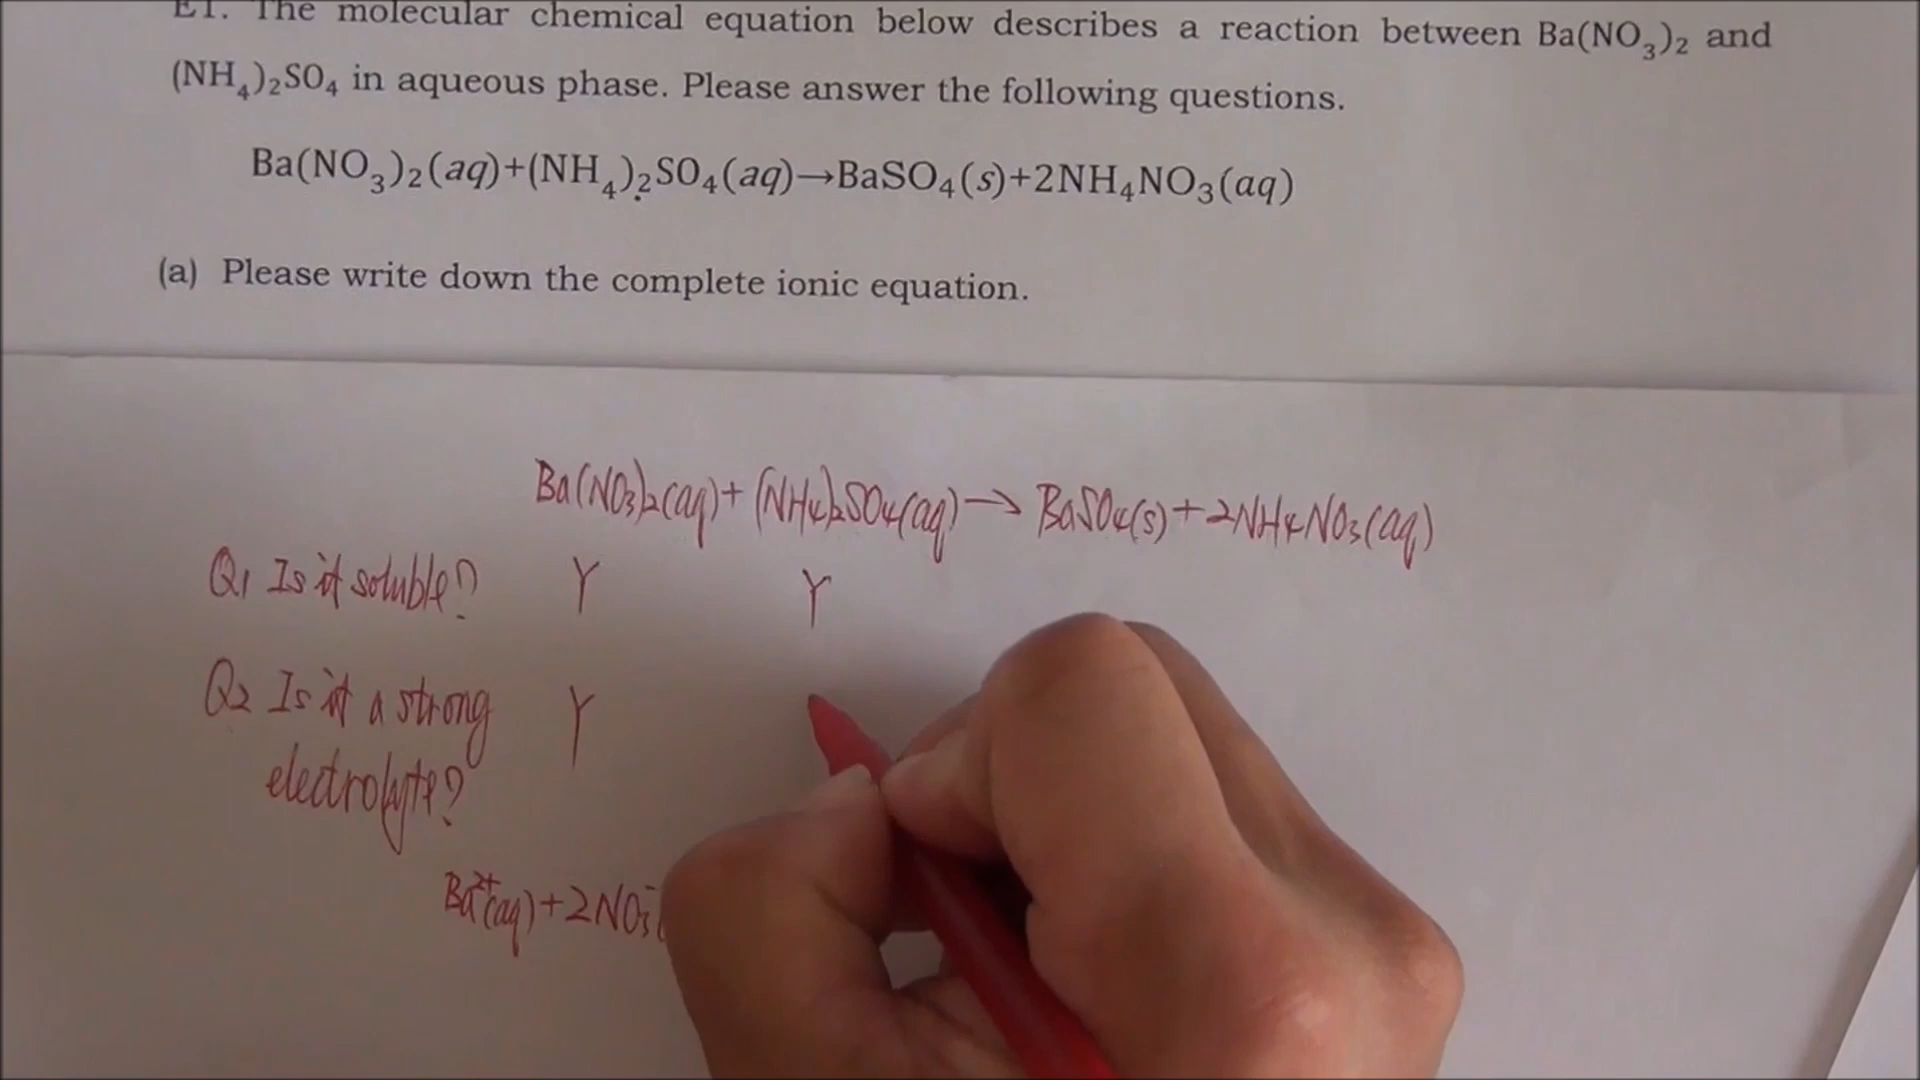 E1. The molecular chemical equation below describes a reaction between Ba(NO₃)₂ and
(NH₄)₂SO₄ in aqueous phase. Please answer the following questions.
Ba(NO₃)₂(aq)+(NH₄)₂SO₄(aq)→BaSO₄(s)+2NH₄NO₃(aq)
(a) Please write down the complete ionic equation.
Ba(NO₃)₂(aq)+(NH₄)₂SO₄(aq)→BaSO₄(s)+2NH₄NO₃(aq)
Q1 Is it soluble? Y Y
Q2 Is it a strong Y
electrolyte?
Ba²⁺(aq)+2NO₃⁻(